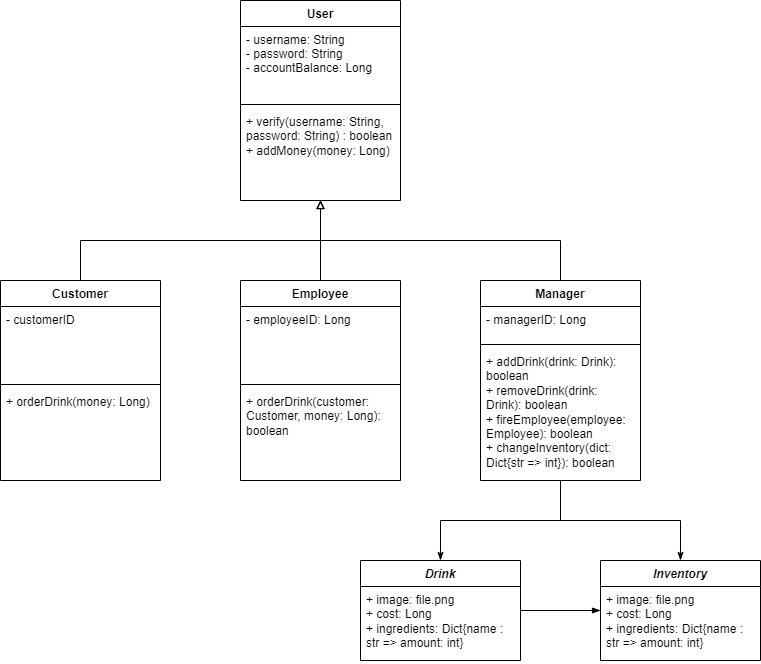 User
- username: String
- password: String
- accountBalance: Long
+ verify(username: String,
password: String) : boolean
+ addMoney(money: Long)
Customer
- customerID
+ orderDrink(money: Long)
Employee
- employeeID: Long
+ orderDrink(customer:
Customer, money: Long):
boolean
Manager
- managerID: Long
+ addDrink(drink: Drink):
boolean
+ removeDrink(drink:
Drink): boolean
+ fireEmployee(employee:
Employee): boolean
+ changeInventory(dict:
Dict{str => int}): boolean
Drink
+ image: file.png
+ cost: Long
+ ingredients: Dict{name :
str => amount: int}
Inventory
+ image: file.png
+ cost: Long
+ ingredients: Dict{name :
str => amount: int}